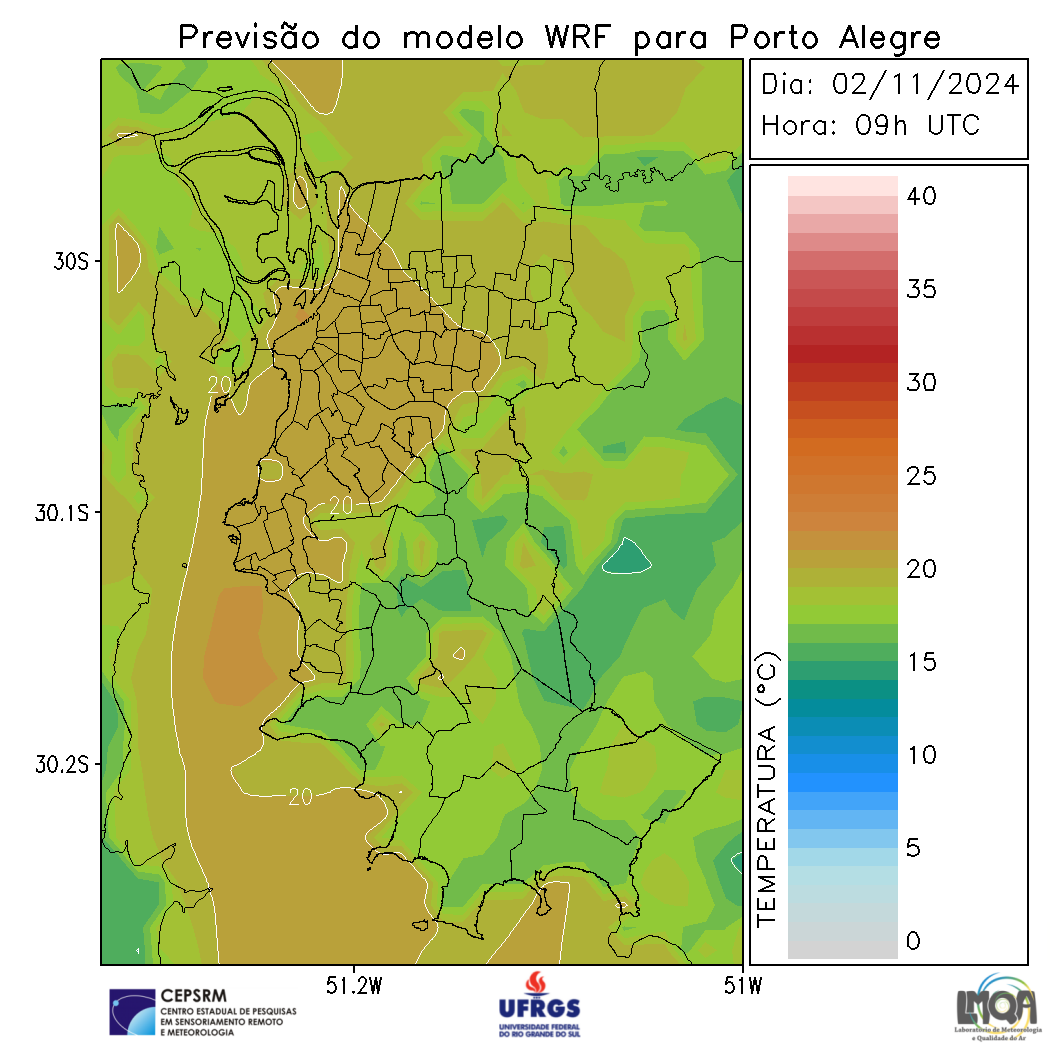 Previsão do modelo WRF para Porto Alegre
Dia: 02/11/2024
Hora: 09h UTC
40
35
30
25
20
15
10
5
0
TEMPERATURA (°C)
30S
30.1S
30.2S
51.2W
51W
20
20
20
CEPSRM
CENTRO ESTADUAL DE PESQUISAS
EM SENSORIAMENTO REMOTO
E METEOROLOGIA
UFRGS
UNIVERSIDADE FEDERAL
DO RIO GRANDE DO SUL
LMQA
Laboratório de Meteorologia
e Qualidade do Ar